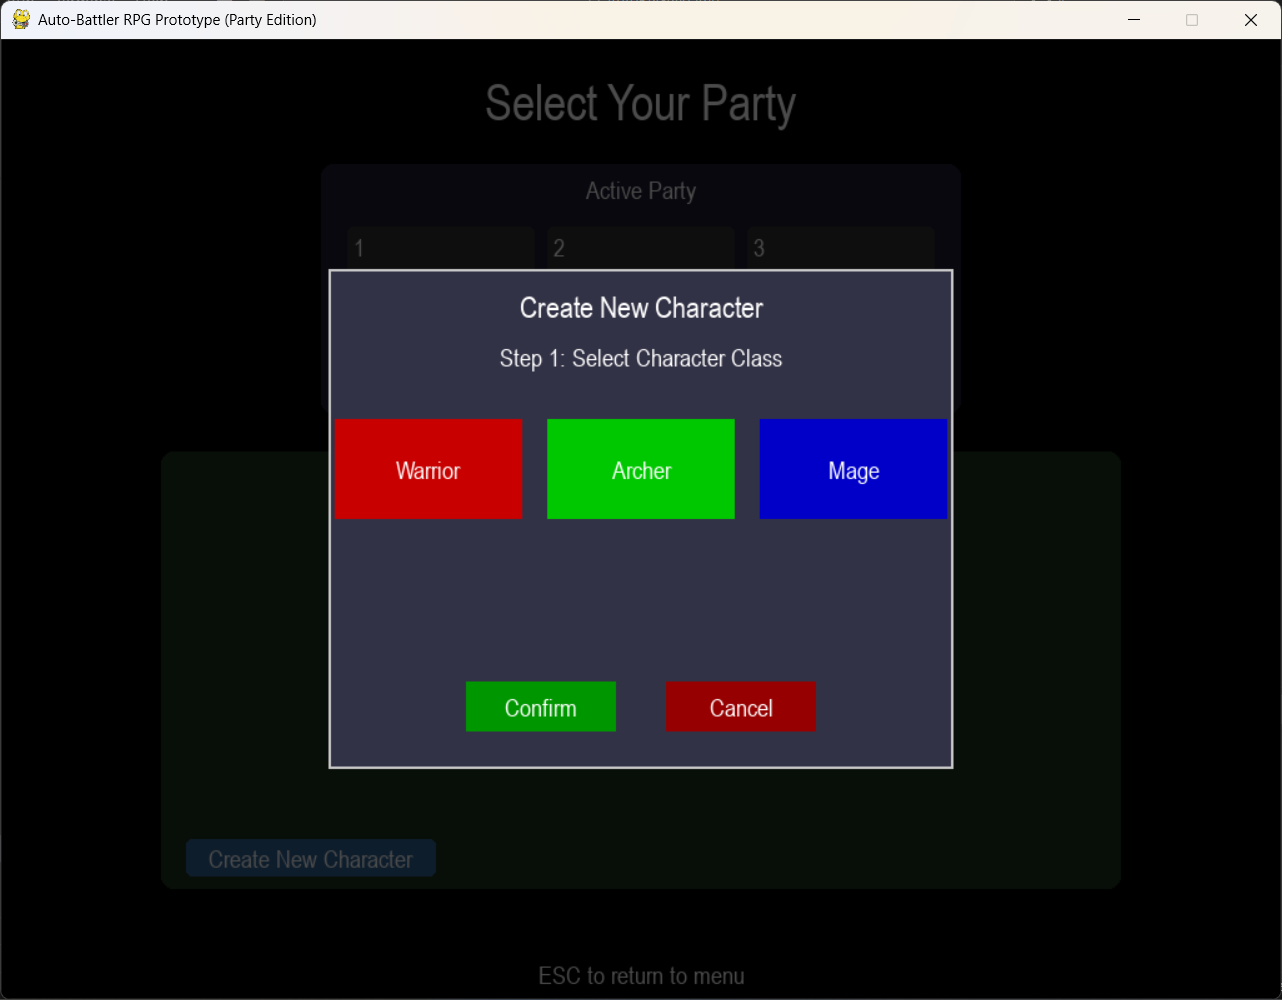 Auto-Battler RPG Prototype (Party Edition)
Select Your Party
Active Party
1 2 3
Create New Character
Step 1: Select Character Class
Warrior Archer Mage
Confirm Cancel
Create New Character
ESC to return to menu